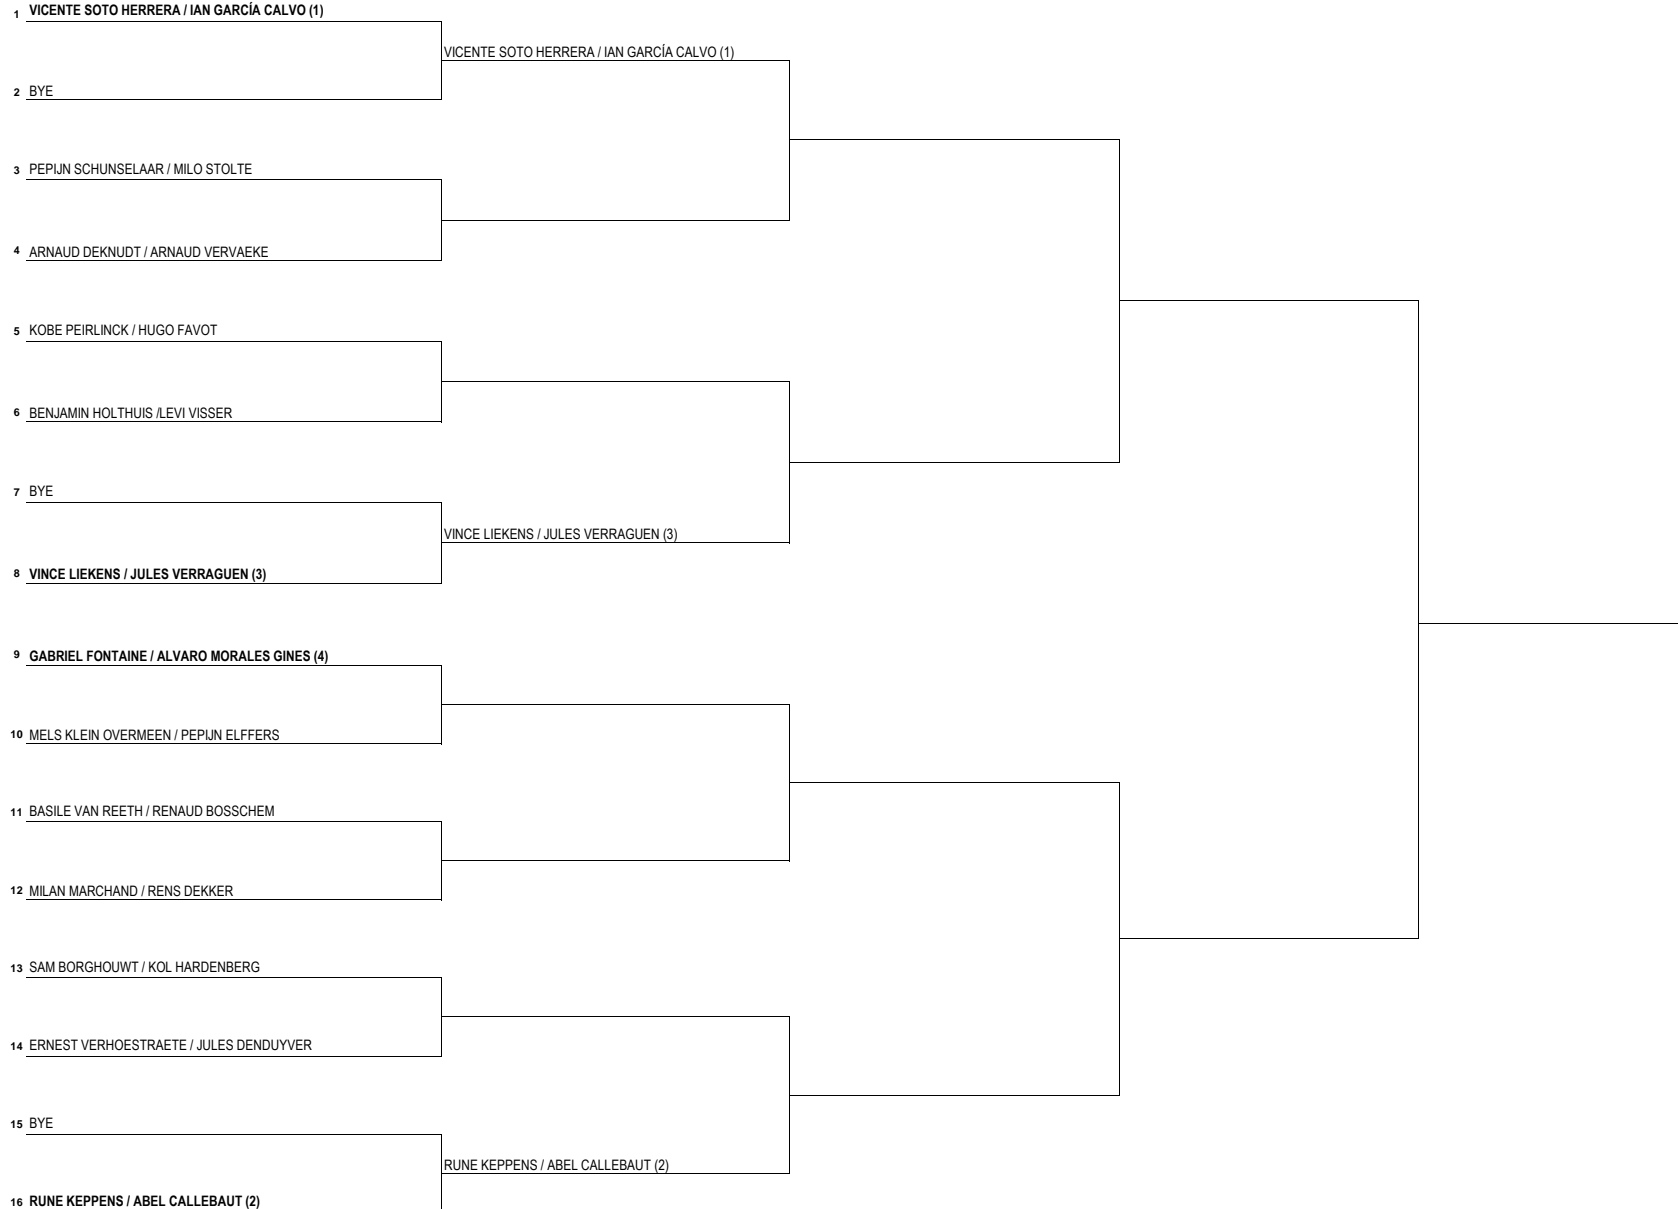 1 VICENTE SOTO HERRERA / IAN GARCÍA CALVO (1)
VICENTE SOTO HERRERA / IAN GARCÍA CALVO (1)
2 BYE
3 PEPIJN SCHUNSELAAR / MILO STOLTE
4 ARNAUD DEKNUDT / ARNAUD VERVAEKE
5 KOBE PEIRLINCK / HUGO FAVOT
6 BENJAMIN HOLTHUIS /LEVI VISSER
7 BYE
VINCE LIEKENS / JULES VERRAGUEN (3)
8 VINCE LIEKENS / JULES VERRAGUEN (3)
9 GABRIEL FONTAINE / ALVARO MORALES GINES (4)
10 MELS KLEIN OVERMEEN / PEPIJN ELFFERS
11 BASILE VAN REETH / RENAUD BOSSCHEM
12 MILAN MARCHAND / RENS DEKKER
13 SAM BORGHOUWT / KOL HARDENBERG
14 ERNEST VERHOESTRAETE / JULES DENDUYVER
15 BYE
RUNE KEPPENS / ABEL CALLEBAUT (2)
16 RUNE KEPPENS / ABEL CALLEBAUT (2)